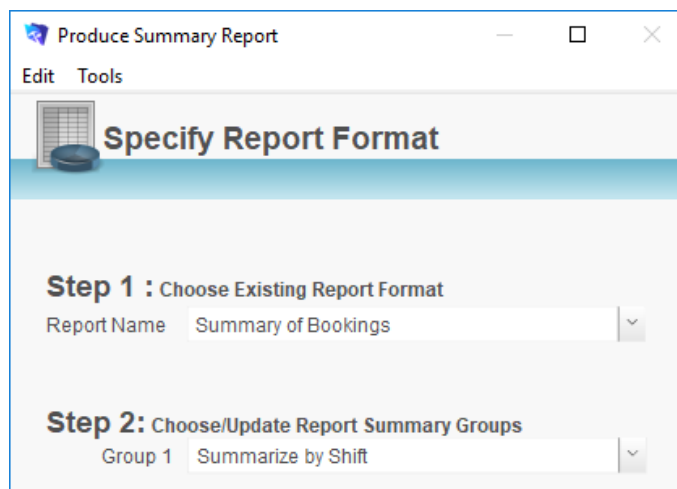 Produce Summary Report
Edit Tools
Specify Report Format
Step 1 : Choose Existing Report Format
Report Name Summary of Bookings
Step 2: Choose/Update Report Summary Groups
Group 1 Summarize by Shift